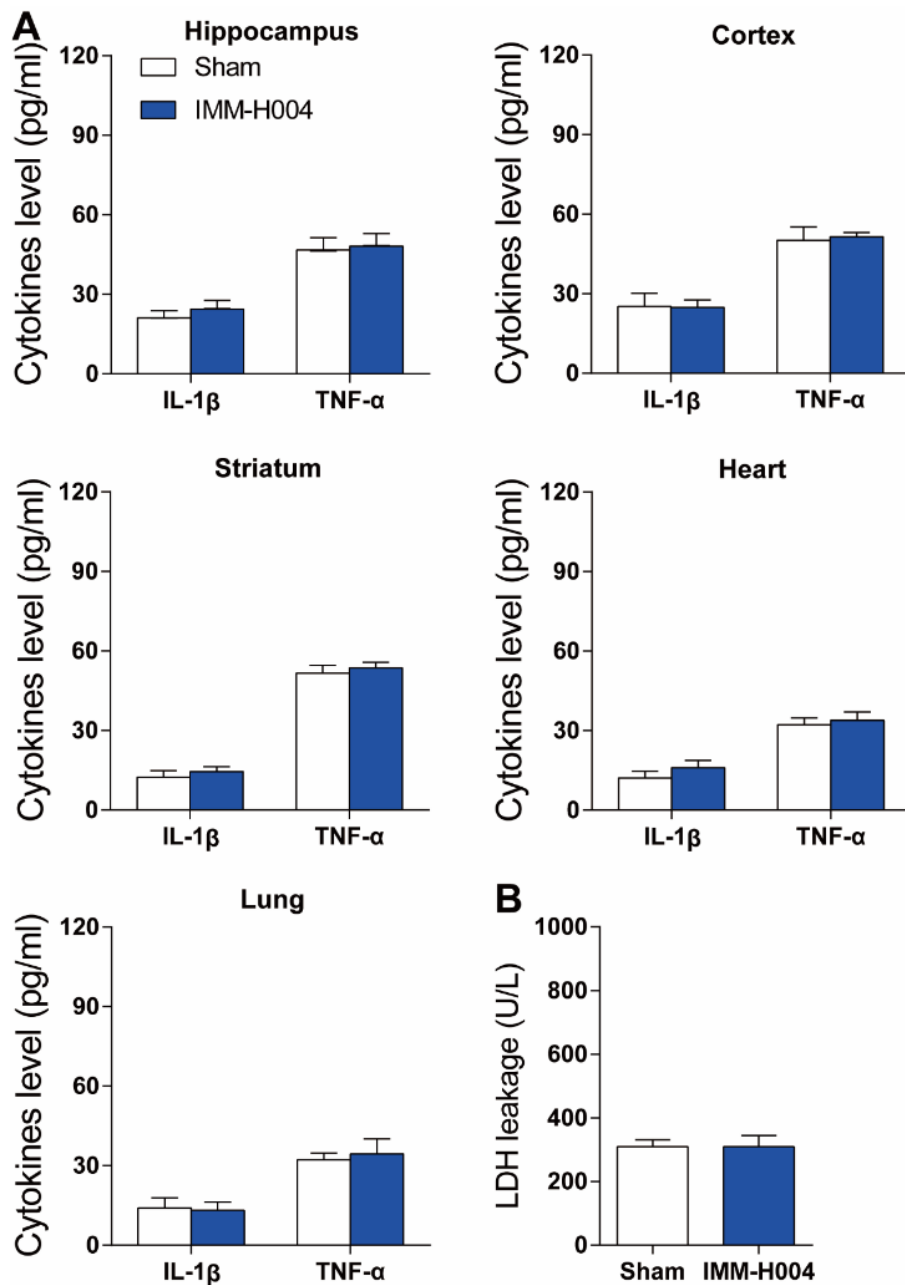 A
Hippocampus
Cytokines level (pg/ml)
120
90
60
30
0
Sham
IMM-H004
IL-1β
TNF-α
Cortex
Cytokines level (pg/ml)
120
90
60
30
0
IL-1β
TNF-α
Striatum
Cytokines level (pg/ml)
120
90
60
30
0
IL-1β
TNF-α
Heart
Cytokines level (pg/ml)
120
90
60
30
0
IL-1β
TNF-α
Lung
Cytokines level (pg/ml)
120
90
60
30
0
IL-1β
TNF-α
B
LDH leakage (U/L)
1000
800
600
400
200
0
Sham
IMM-H004